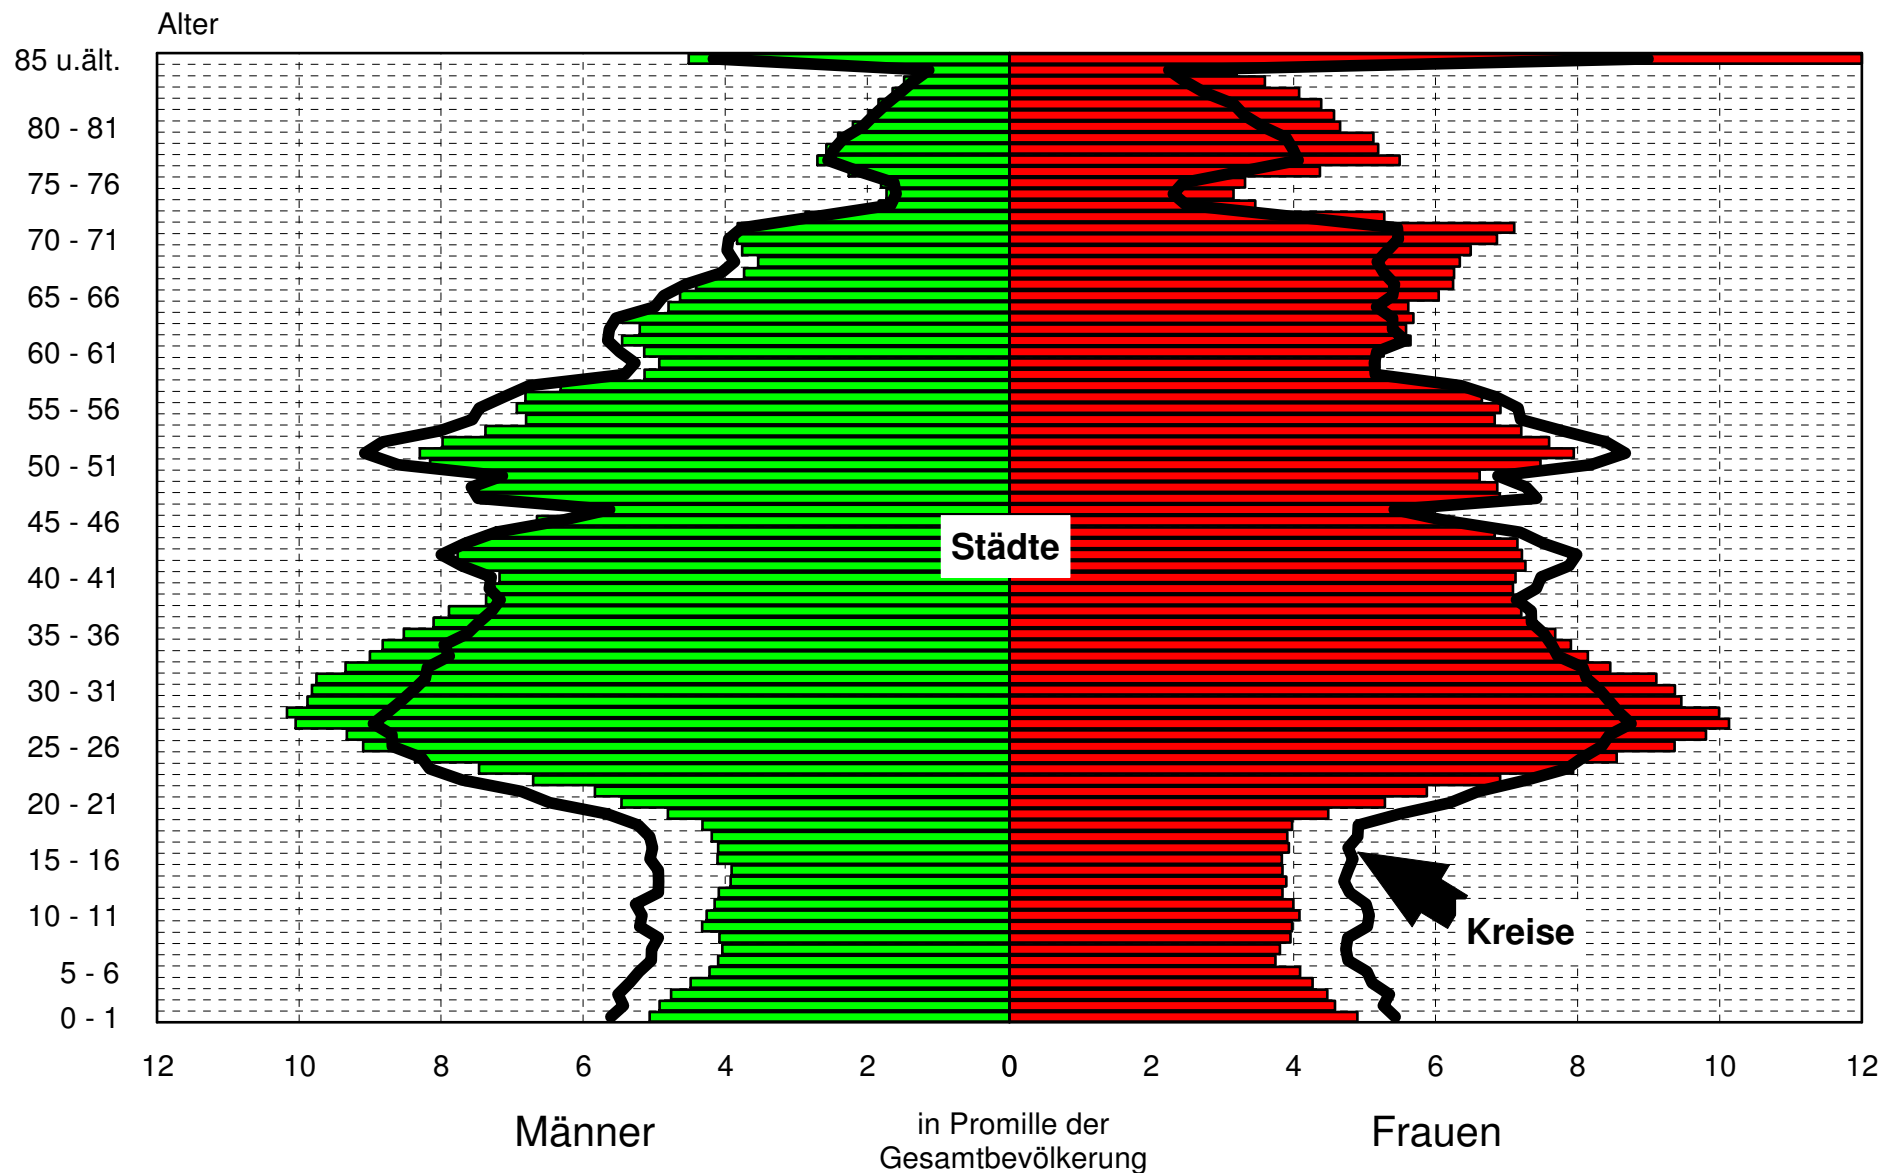 Alter
85 u.ält.
80 - 81
75 - 76
70 - 71
65 - 66
60 - 61
55 - 56
50 - 51
45 - 46
40 - 41
35 - 36
30 - 31
25 - 26
20 - 21
15 - 16
10 - 11
5 - 6
0 - 1
Städte
Kreise
12 10 8 6 4 2 0 2 4 6 8 10 12
Männer
in Promille der
Gesamtbevölkerung
Frauen